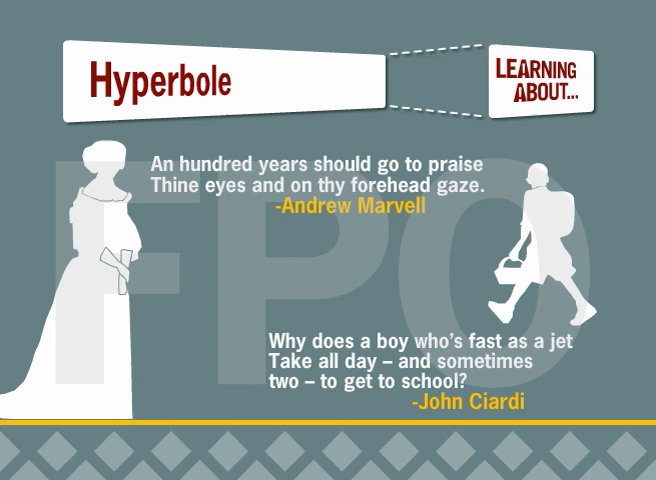 Hyperbole
LEARNING
ABOUT...
An hundred years should go to praise
Thine eyes and on thy forehead gaze.
-Andrew Marvell
FPO
Why does a boy who's fast as a jet
Take all day – and sometimes
two – to get to school?
-John Ciardi